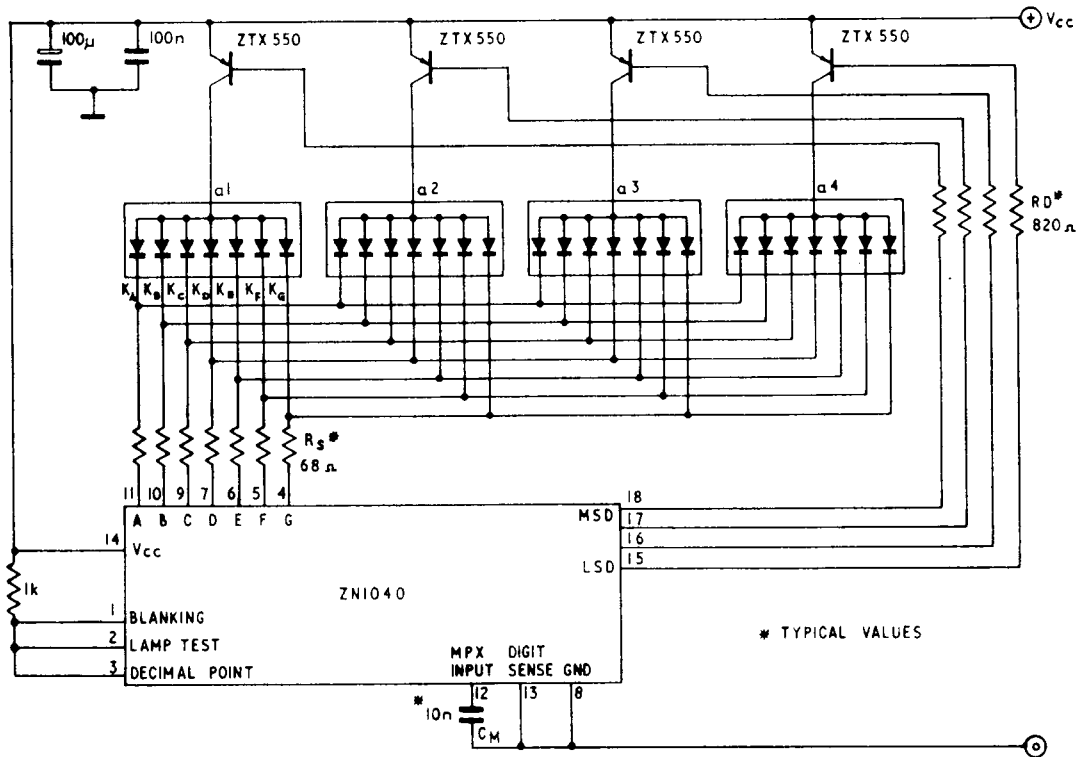 100µ
100n
ZTX 550
ZTX 550
ZTX 550
ZTX 550
Vcc
a1
a2
a3
a4
RD*
820Ω
KA KB KC KD KE KF KG
RS*
68Ω
11 10 9 7 6 5 4
A B C D E F G
18
MSD
17
16
15
LSD
14
Vcc
1k
ZN1040
1
BLANKING
2
LAMP TEST
3
DECIMAL POINT
MPX INPUT
DIGIT SENSE
GND
12
13
8
*
10n
CM
* TYPICAL VALUES